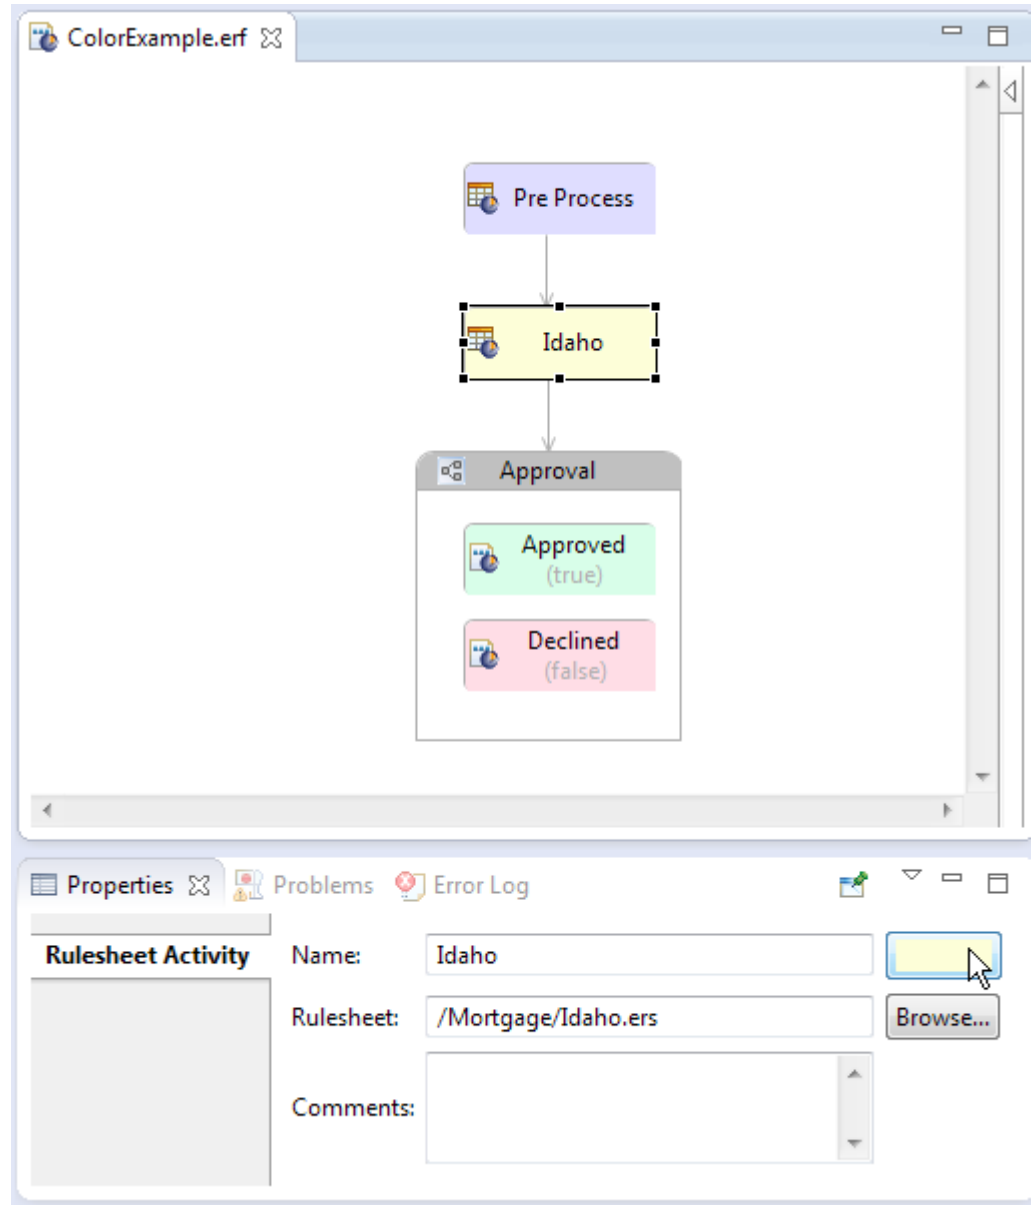 ColorExample.erf
Pre Process
Idaho
Approval
Approved
(true)
Declined
(false)
Properties Problems Error Log
Rulesheet Activity Name: Idaho
Rulesheet: /Mortgage/Idaho.ers Browse...
Comments: